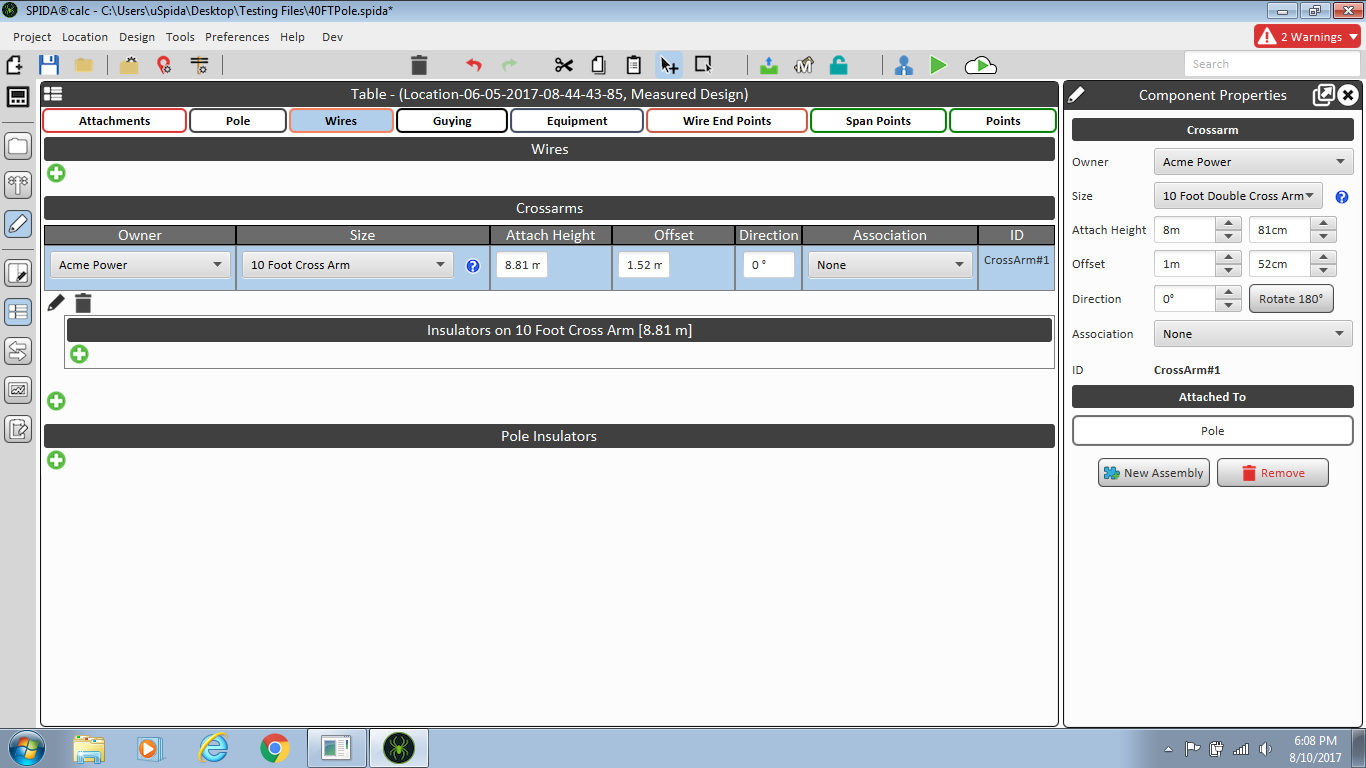 SPIDA®calc - C:\Users\uSpida\Desktop\Testing Files\40FTPole.spida*
Project Location Design Tools Preferences Help Dev
2 Warnings
Search
Table - (Location-06-05-2017-08-44-43-85, Measured Design)
Attachments Pole Wires Guying Equipment Wire End Points Span Points Points
Wires
Crossarms
Owner Size Attach Height Offset Direction Association ID
Acme Power 10 Foot Cross Arm 8.81 m 1.52 m 0 ° None CrossArm#1
Insulators on 10 Foot Cross Arm [8.81 m]
Pole Insulators
Component Properties
Crossarm
Owner Acme Power
Size 10 Foot Double Cross Arm
Attach Height 8m 81cm
Offset 1m 52cm
Direction 0° Rotate 180°
Association None
ID CrossArm#1
Attached To
Pole
New Assembly Remove
6:08 PM
8/10/2017